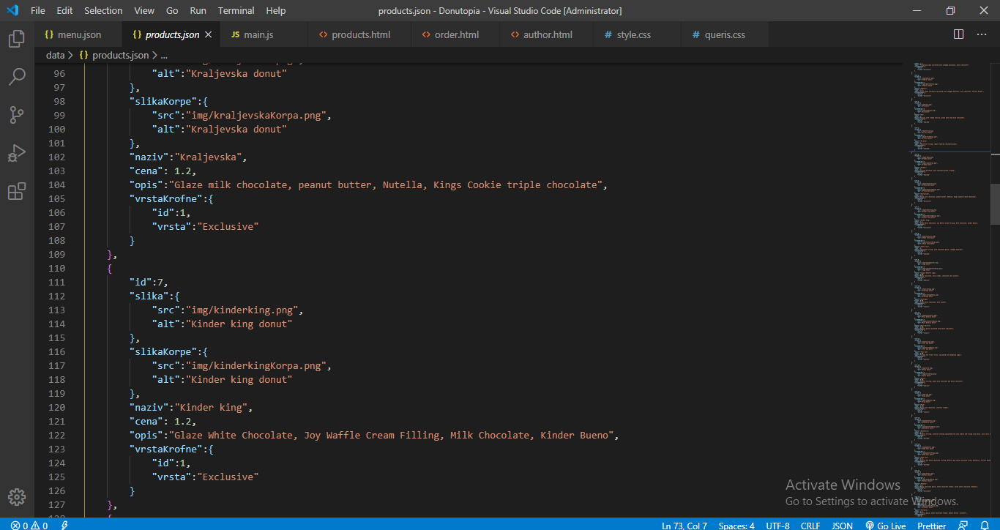 File Edit Selection View Go Run Terminal Help products.json - Donutopia - Visual Studio Code [Administrator]
{} menu.json {} products.json JS main.js <> products.html <> order.html <> author.html # style.css # queris.css ...
data > {} products.json > ...
96 "alt":"Kraljevska donut"
97 },
98 "slikaKorpe":{
99 "src":"img/kraljevskaKorpa.png",
100 "alt":"Kraljevska donut"
101 },
102 "naziv":"Kraljevska",
103 "cena": 1.2,
104 "opis":"Glaze milk chocolate, peanut butter, Nutella, Kings Cookie triple chocolate",
105 "vrstaKrofne":{
106 "id":1,
107 "vrsta":"Exclusive"
108 }
109 },
110 {
111 "id":7,
112 "slika":{
113 "src":"img/kinderking.png",
114 "alt":"Kinder king donut"
115 },
116 "slikaKorpe":{
117 "src":"img/kinderkingKorpa.png",
118 "alt":"Kinder king donut"
119 },
120 "naziv":"Kinder king",
121 "cena": 1.2,
122 "opis":"Glaze White Chocolate, Joy Waffle Cream Filling, Milk Chocolate, Kinder Bueno",
123 "vrstaKrofne":{
124 "id":1,
125 "vrsta":"Exclusive"
126 }
127 },
128 {
Activate Windows
Go to Settings to activate Windows.
0 0 Ln 73, Col 7 Spaces: 4 UTF-8 CRLF JSON Go Live Prettier